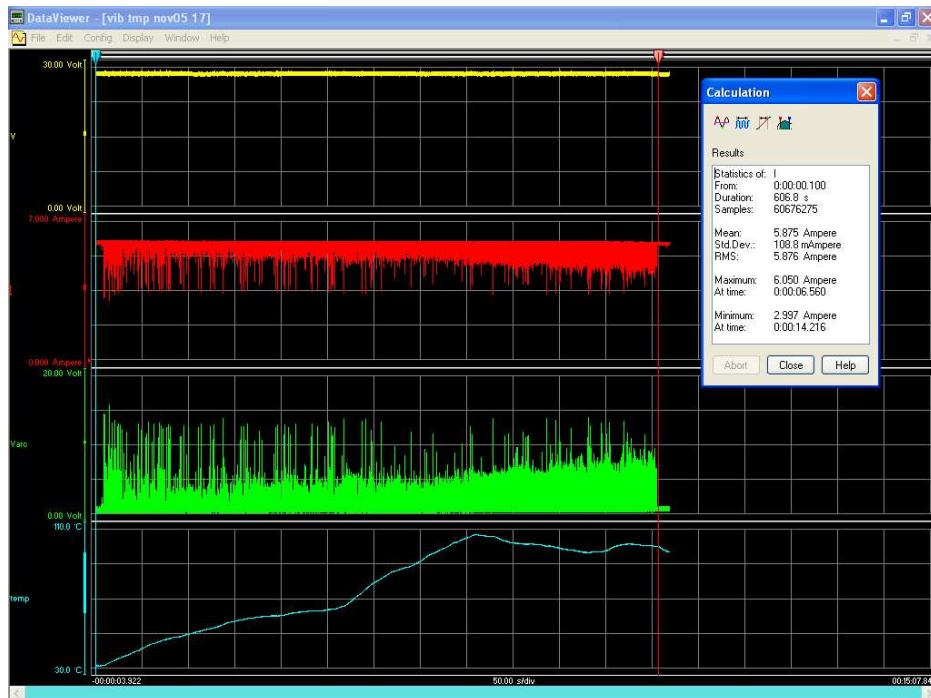 DataViewer - [vib tmp nov05 17]
File Edit Config Display Window Help
30.00 Volt
V
0.00 Volt
7.000 Ampere
I
0.000 Ampere
20.00 Volt
Varc
0.00 Volt
110.0 °C
temp
30.0 °C
-00:00:03.922
50.00 s/div
00:15:07.84
Calculation
Results
Statistics of: I
From: 0:00:00.100
Duration: 606.8 s
Samples: 60676275
Mean: 5.875 Ampere
Std.Dev.: 108.8 mAmpere
RMS: 5.876 Ampere
Maximum: 6.050 Ampere
At time: 0:00:06.560
Minimum: 2.997 Ampere
At time: 0:00:14.216
Abort Close Help